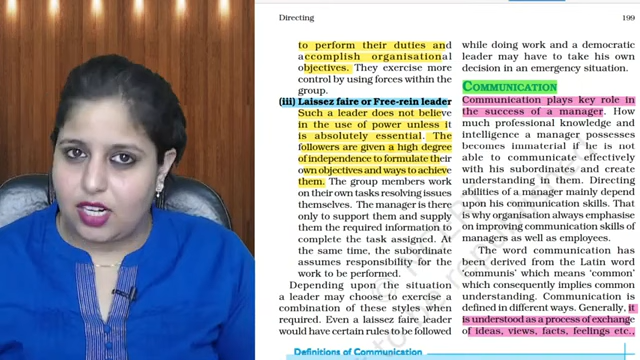 Directing
199
to perform their duties and
accomplish organisational
objectives. They exercise more
control by using forces within the
group.
(iii) Laissez faire or Free-rein leader
Such a leader does not believe
in the use of power unless it
is absolutely essential. The
followers are given a high degree
of independence to formulate their
own objectives and ways to achieve
them. The group members work
on their own tasks resolving issues
themselves. The manager is there
only to support them and supply
them the required information to
complete the task assigned. At
the same time, the subordinate
assumes responsibility for the
work to be performed.
Depending upon the situation
a leader may choose to exercise a
combination of these styles when
required. Even a laissez faire leader
would have certain rules to be followed
while doing work and a democratic
leader may have to take his own
decision in an emergency situation.
COMMUNICATION
Communication plays key role in
the success of a manager. How
much professional knowledge and
intelligence a manager possesses
becomes immaterial if he is not
able to communicate effectively
with his subordinates and create
understanding in them. Directing
abilities of a manager mainly depend
upon his communication skills. That
is why organisation always emphasise
on improving communication skills of
managers as well as employees.
The word communication has
been derived from the Latin word
‘communis’ which means ‘common’
which consequently implies common
understanding. Communication is
defined in different ways. Generally, it
is understood as a process of exchange
of ideas, views, facts, feelings etc.,
Definitions of Communication